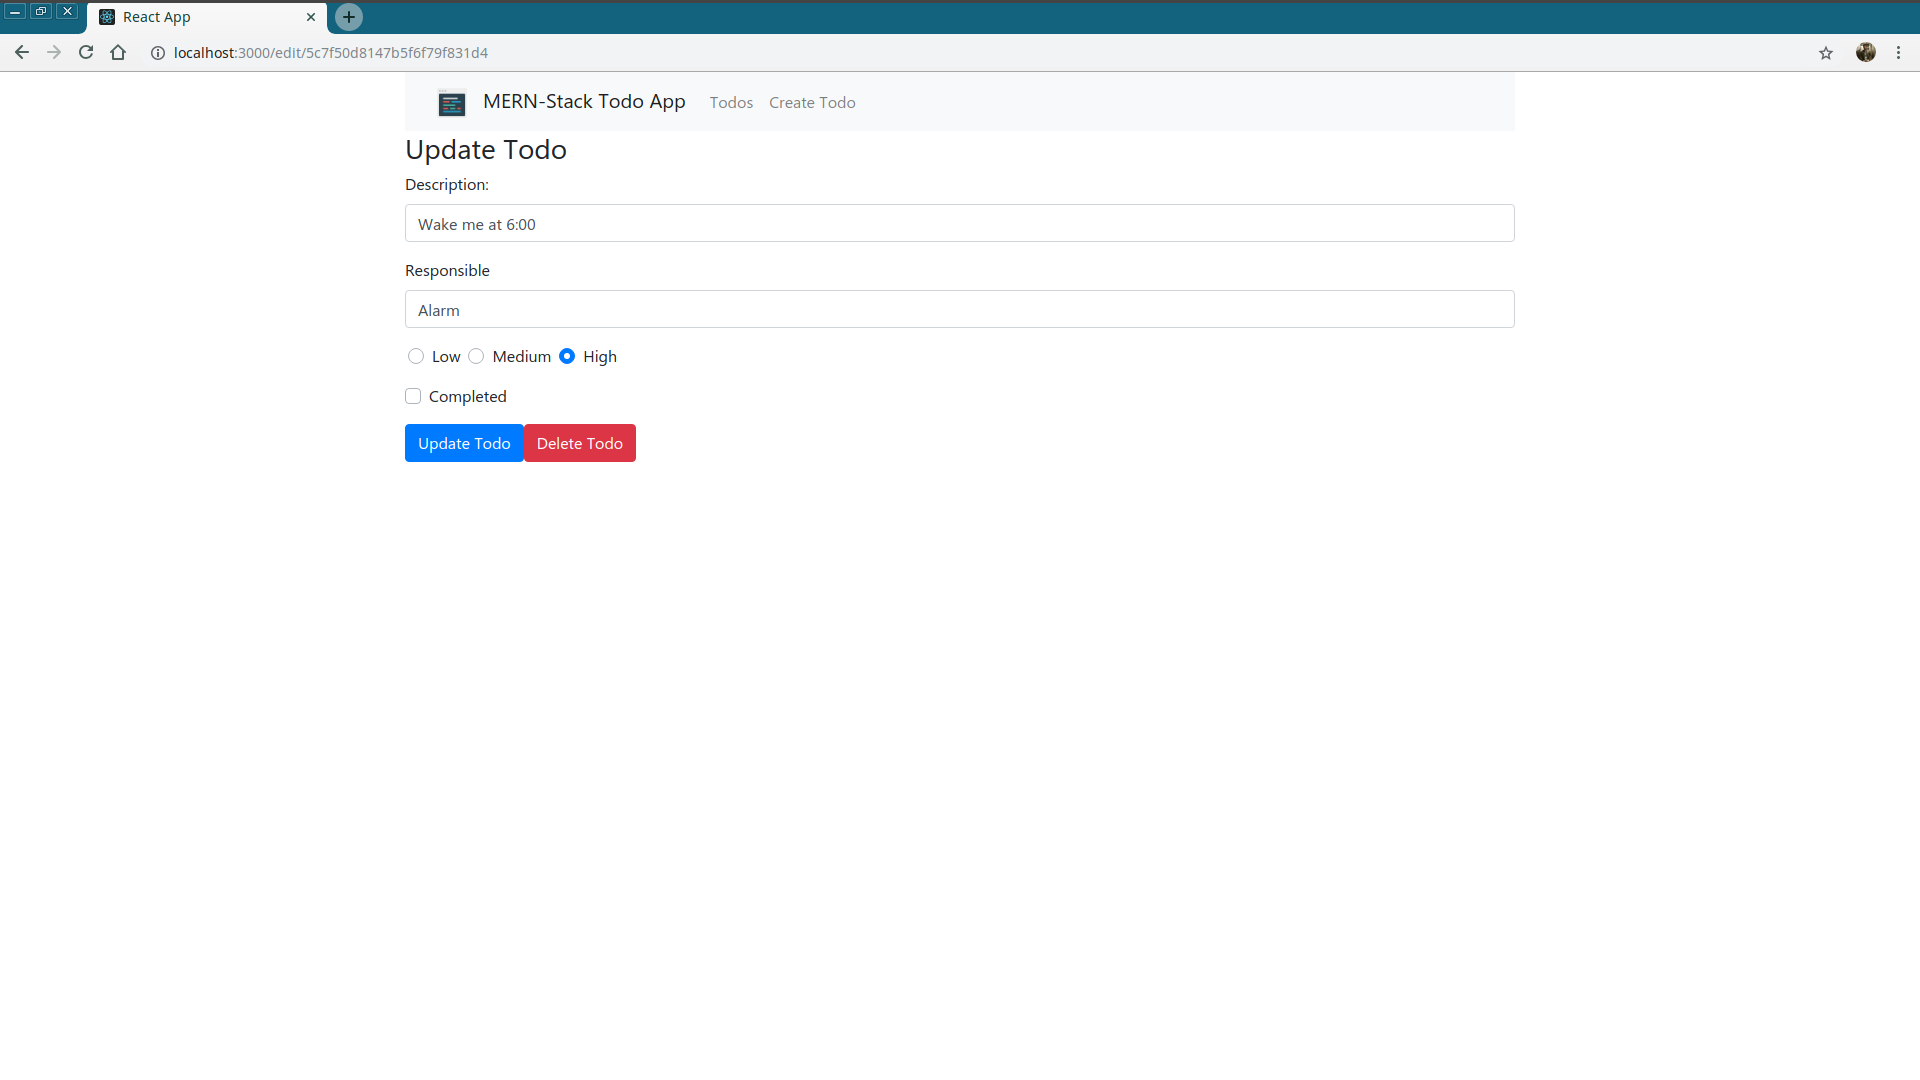 React App
localhost:3000/edit/5c7f50d8147b5f6f79f831d4
MERN-Stack Todo App Todos Create Todo
Update Todo
Description:
Wake me at 6:00
Responsible
Alarm
Low Medium High
Completed
Update Todo Delete Todo